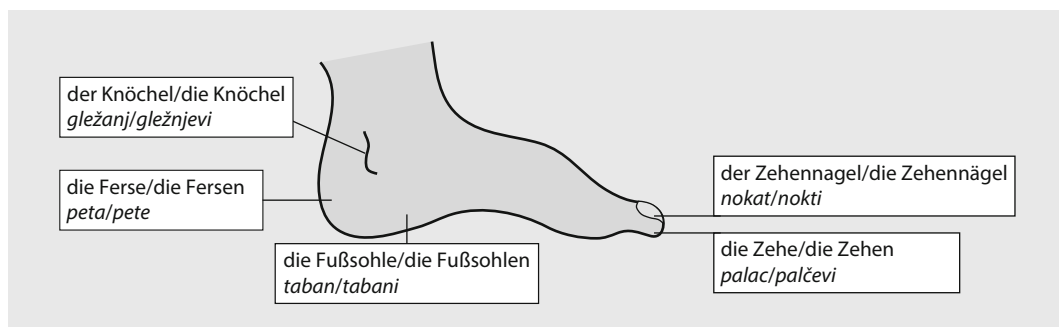 der Knöchel/die Knöchel
gležanj/gležnjevi
die Ferse/die Fersen
peta/pete
die Fußsohle/die Fußsohlen
taban/tabani
der Zehennagel/die Zehennägel
nokat/nokti
die Zehe/die Zehen
palac/palčevi